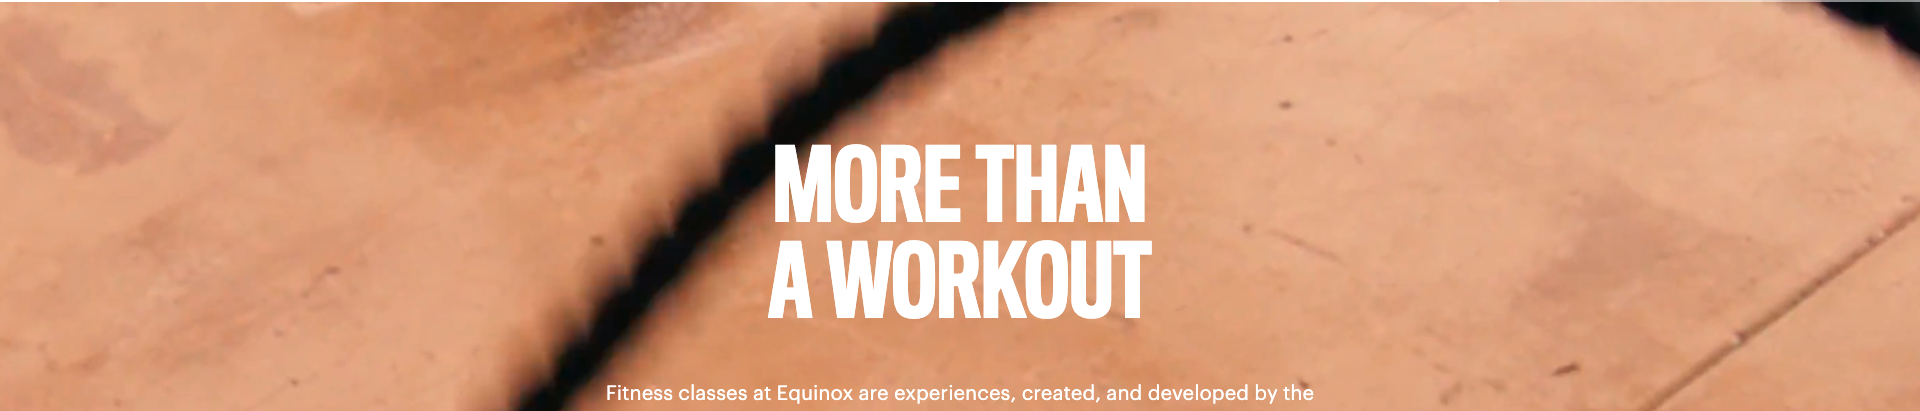 MORE THAN
A WORKOUT
Fitness classes at Equinox are experiences, created, and developed by the